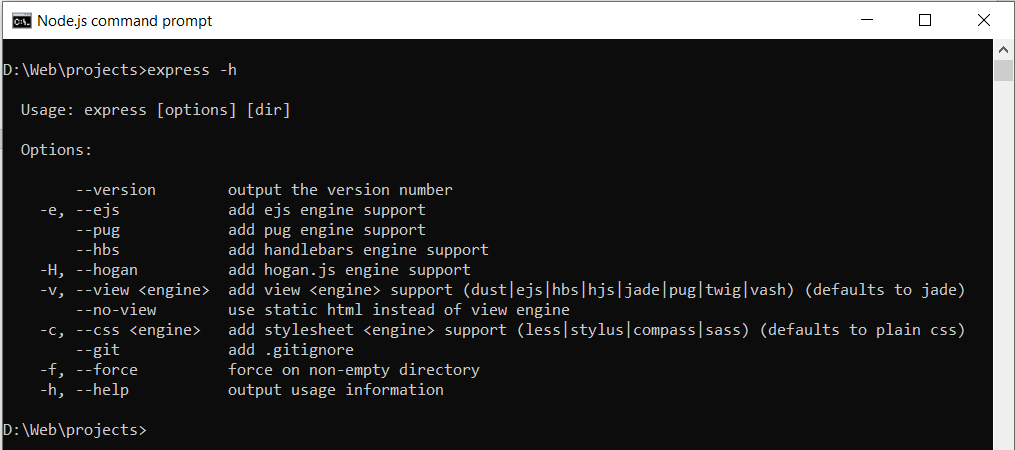 Node.js command prompt
D:\Web\projects>express -h
Usage: express [options] [dir]
Options:
--version output the version number
-e, --ejs add ejs engine support
--pug add pug engine support
--hbs add handlebars engine support
-H, --hogan add hogan.js engine support
-v, --view <engine> add view <engine> support (dust|ejs|hbs|hjs|jade|pug|twig|vash) (defaults to jade)
--no-view use static html instead of view engine
-c, --css <engine> add stylesheet <engine> support (less|stylus|compass|sass) (defaults to plain css)
--git add .gitignore
-f, --force force on non-empty directory
-h, --help output usage information
D:\Web\projects>